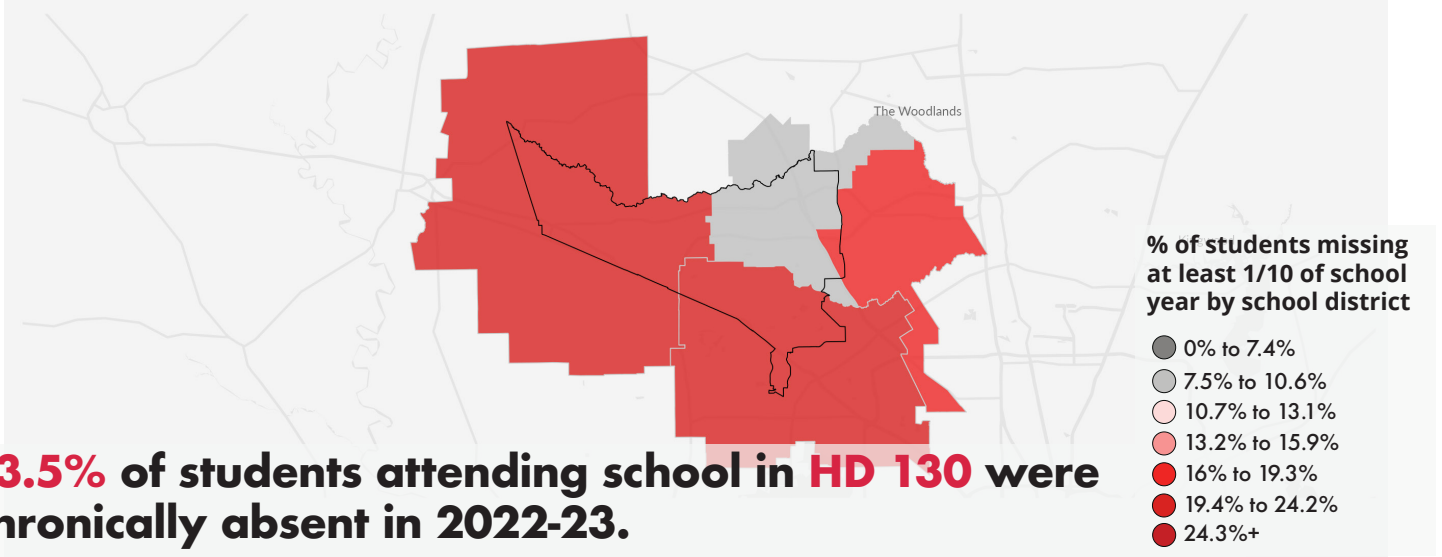 The Woodlands
% of students missing
at least 1/10 of school
year by school district
0% to 7.4%
7.5% to 10.6%
10.7% to 13.1%
13.2% to 15.9%
16% to 19.3%
19.4% to 24.2%
24.3%+
3.5% of students attending school in HD 130 were
hronically absent in 2022-23.